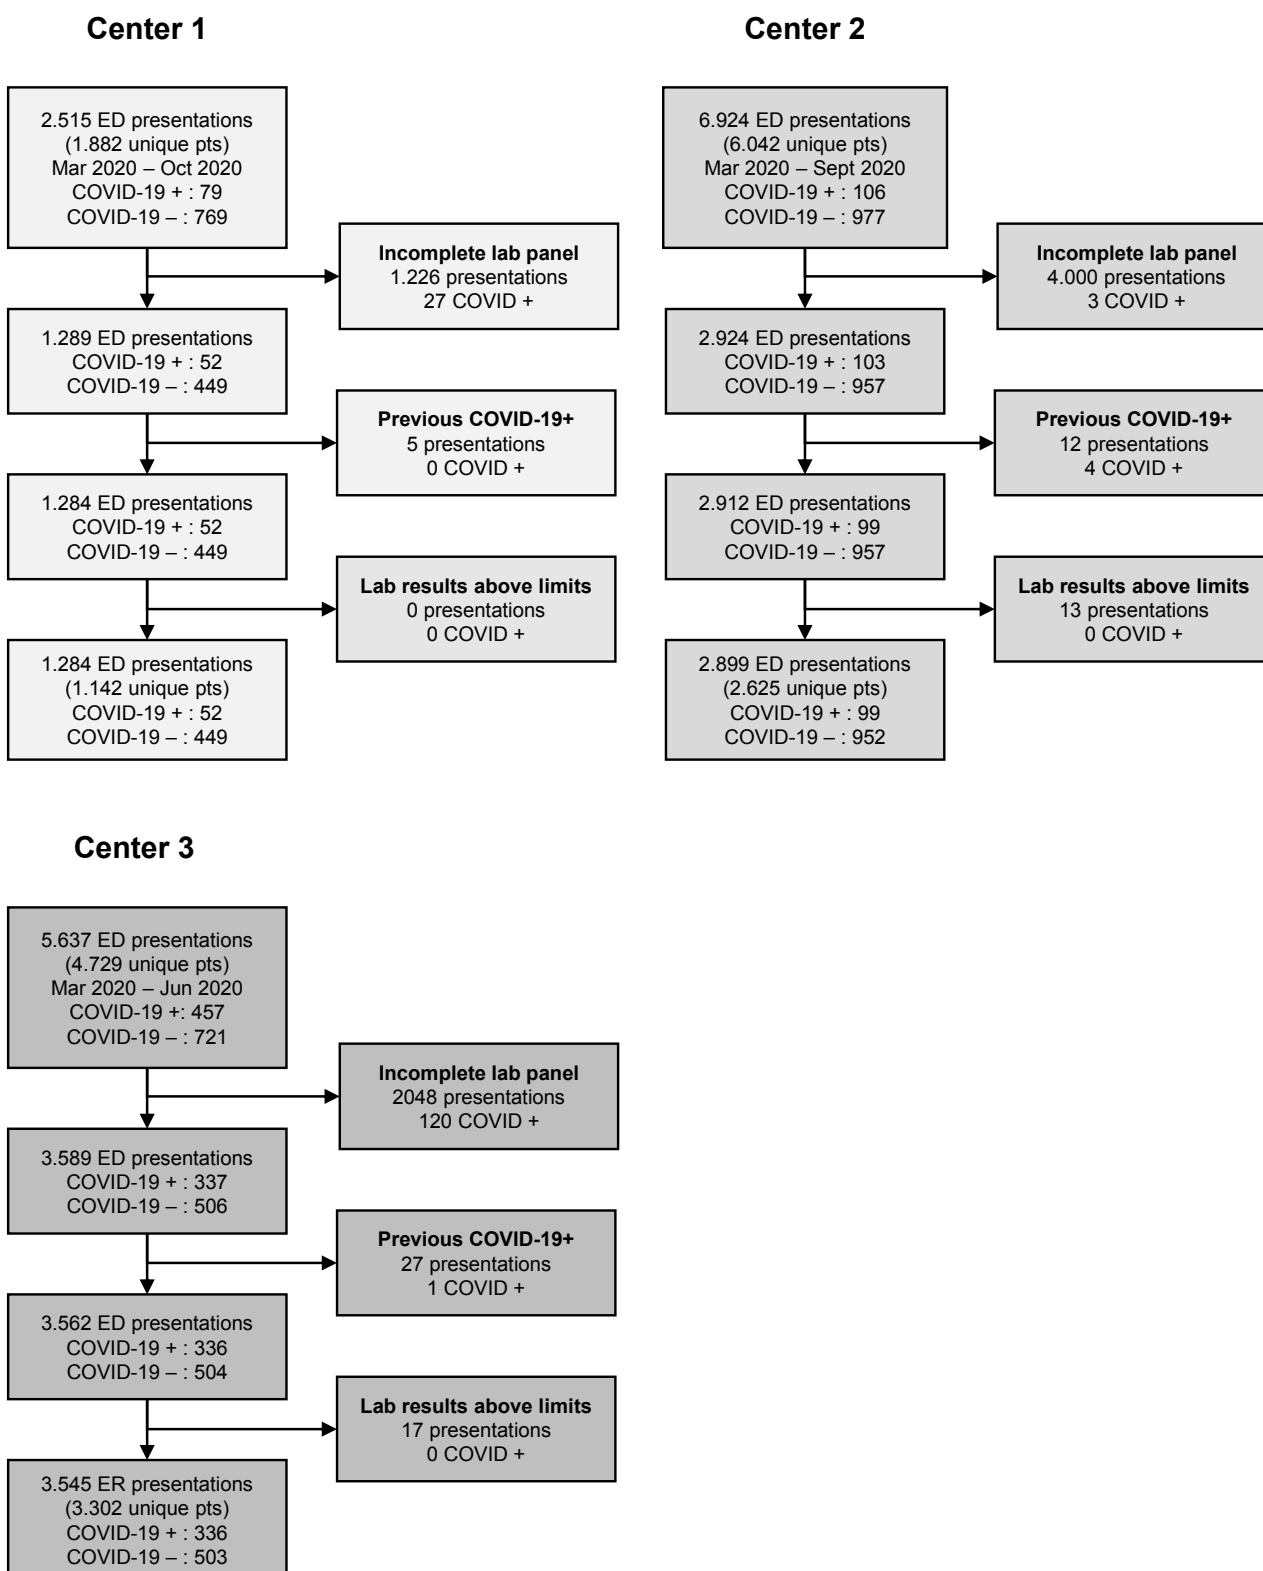 Center 1
2.515 ED presentations
(1.882 unique pts)
Mar 2020 – Oct 2020
COVID-19 + : 79
COVID-19 – : 769
Incomplete lab panel
1.226 presentations
27 COVID +
1.289 ED presentations
COVID-19 + : 52
COVID-19 – : 449
Previous COVID-19+
5 presentations
0 COVID +
1.284 ED presentations
COVID-19 + : 52
COVID-19 – : 449
Lab results above limits
0 presentations
0 COVID +
1.284 ED presentations
(1.142 unique pts)
COVID-19 + : 52
COVID-19 – : 449
Center 2
6.924 ED presentations
(6.042 unique pts)
Mar 2020 – Sept 2020
COVID-19 + : 106
COVID-19 – : 977
Incomplete lab panel
4.000 presentations
3 COVID +
2.924 ED presentations
COVID-19 + : 103
COVID-19 – : 957
Previous COVID-19+
12 presentations
4 COVID +
2.912 ED presentations
COVID-19 + : 99
COVID-19 – : 957
Lab results above limits
13 presentations
0 COVID +
2.899 ED presentations
(2.625 unique pts)
COVID-19 + : 99
COVID-19 – : 952
Center 3
5.637 ED presentations
(4.729 unique pts)
Mar 2020 – Jun 2020
COVID-19 +: 457
COVID-19 – : 721
Incomplete lab panel
2048 presentations
120 COVID +
3.589 ED presentations
COVID-19 + : 337
COVID-19 – : 506
Previous COVID-19+
27 presentations
1 COVID +
3.562 ED presentations
COVID-19 + : 336
COVID-19 – : 504
Lab results above limits
17 presentations
0 COVID +
3.545 ER presentations
(3.302 unique pts)
COVID-19 + : 336
COVID-19 – : 503